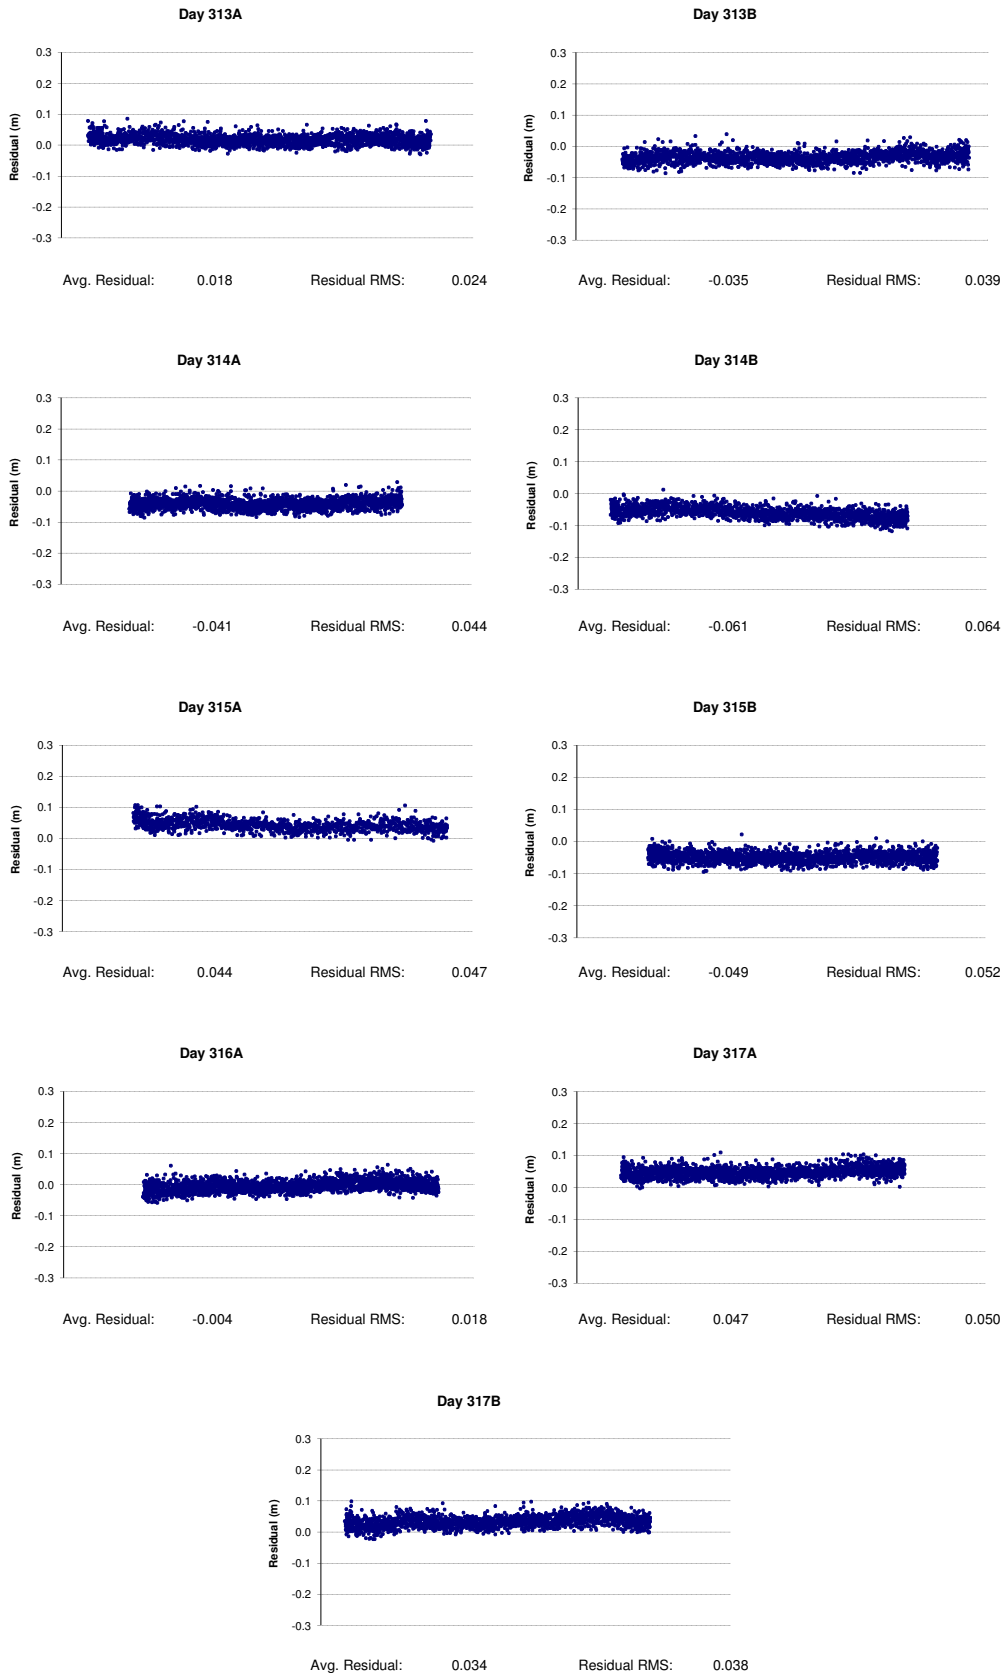 Day 313A
0.3
0.2
0.1
0.0
-0.1
-0.2
-0.3
Residual (m)
Avg. Residual: 0.018 Residual RMS: 0.024
Day 313B
0.3
0.2
0.1
0.0
-0.1
-0.2
-0.3
Residual (m)
Avg. Residual: -0.035 Residual RMS: 0.039
Day 314A
0.3
0.2
0.1
0.0
-0.1
-0.2
-0.3
Residual (m)
Avg. Residual: -0.041 Residual RMS: 0.044
Day 314B
0.3
0.2
0.1
0.0
-0.1
-0.2
-0.3
Residual (m)
Avg. Residual: -0.061 Residual RMS: 0.064
Day 315A
0.3
0.2
0.1
0.0
-0.1
-0.2
-0.3
Residual (m)
Avg. Residual: 0.044 Residual RMS: 0.047
Day 315B
0.3
0.2
0.1
0.0
-0.1
-0.2
-0.3
Residual (m)
Avg. Residual: -0.049 Residual RMS: 0.052
Day 316A
0.3
0.2
0.1
0.0
-0.1
-0.2
-0.3
Residual (m)
Avg. Residual: -0.004 Residual RMS: 0.018
Day 317A
0.3
0.2
0.1
0.0
-0.1
-0.2
-0.3
Residual (m)
Avg. Residual: 0.047 Residual RMS: 0.050
Day 317B
0.3
0.2
0.1
0.0
-0.1
-0.2
-0.3
Residual (m)
Avg. Residual: 0.034 Residual RMS: 0.038